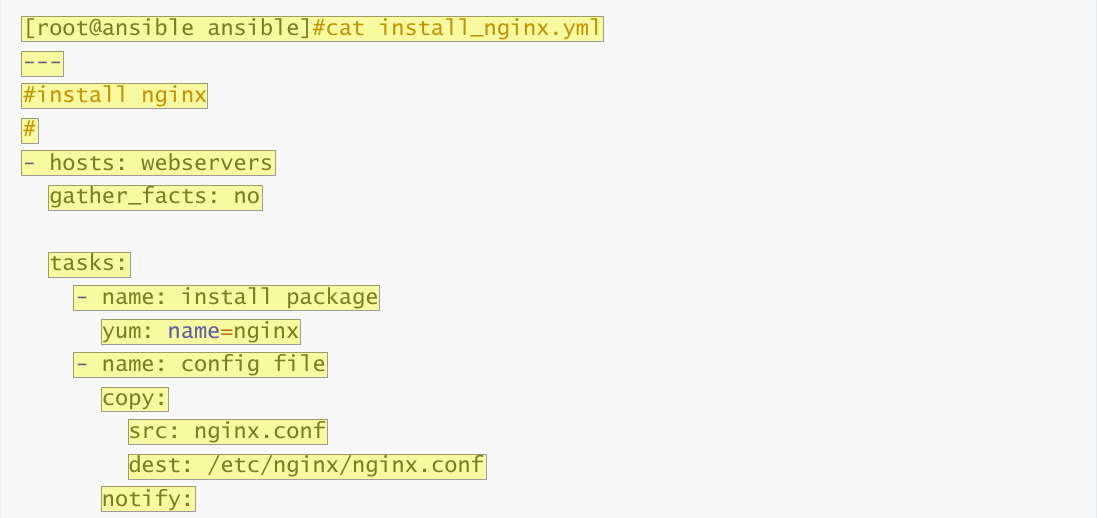 [root@ansible ansible]#cat install_nginx.yml
---
#install nginx
#
- hosts: webservers
  gather_facts: no

  tasks:
    - name: install package
      yum: name=nginx
    - name: config file
      copy:
        src: nginx.conf
        dest: /etc/nginx/nginx.conf
      notify: